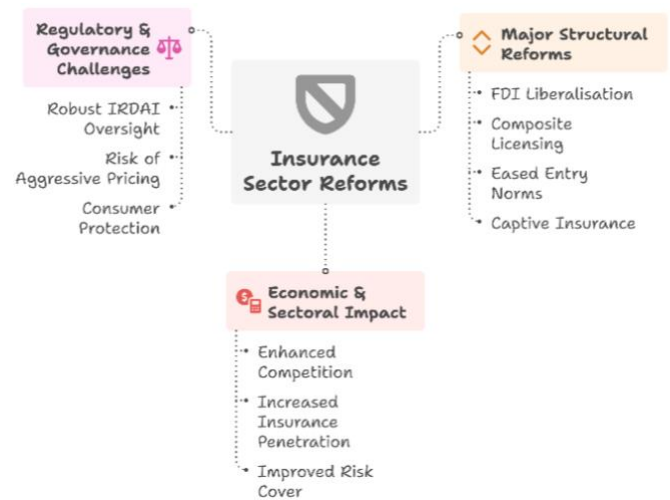 Regulatory &
Governance
Challenges
Robust IRDAI
Oversight
Risk of
Aggressive Pricing
Consumer
Protection
Insurance
Sector Reforms
Major Structural
Reforms
FDI Liberalisation
Composite
Licensing
Eased Entry
Norms
Captive Insurance
Economic &
Sectoral Impact
Enhanced
Competition
Increased
Insurance
Penetration
Improved Risk
Cover